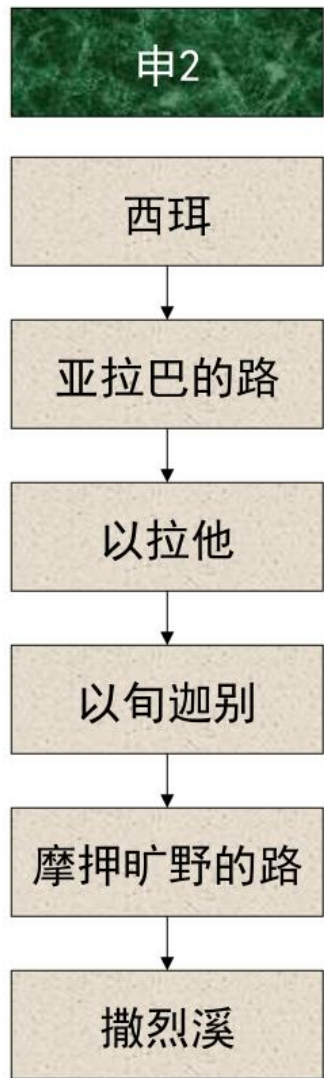 申2
西珥
亚拉巴的路
以拉他
以旬迦别
摩押旷野的路
撒烈溪